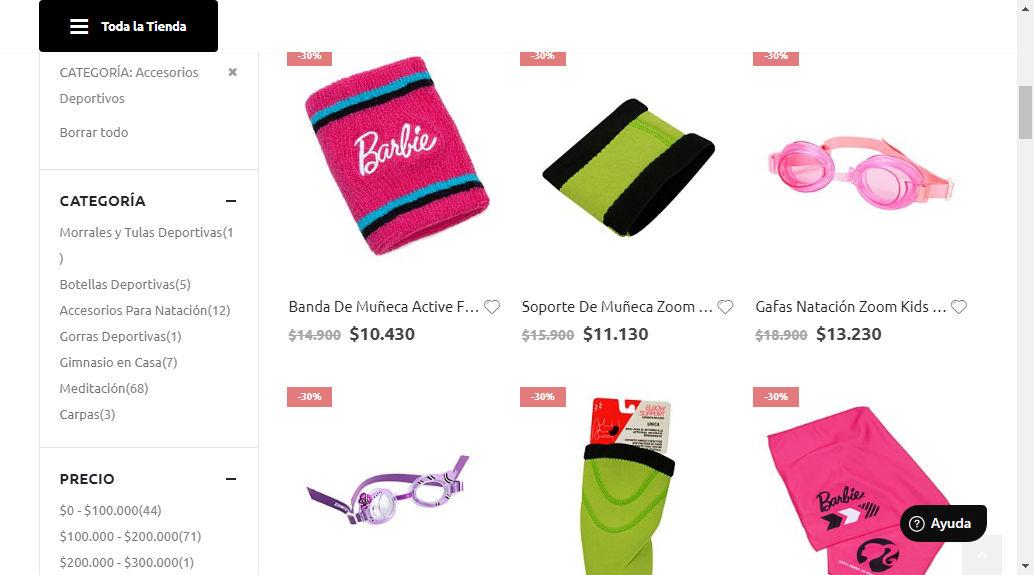 Toda la Tienda
CATEGORÍA: Accesorios
Deportivos
Borrar todo
CATEGORÍA
Morrales y Tulas Deportivas(1
)
Botellas Deportivas(5)
Accesorios Para Natación(12)
Gorras Deportivas(1)
Gimnasio en Casa(7)
Meditación(68)
Carpas(3)
PRECIO
$0 - $100.000(44)
$100.000 - $200.000(71)
$200.000 - $300.000(1)
-30%
-30%
-30%
Barbie
Banda De Muñeca Active F...
Soporte De Muñeca Zoom ...
Gafas Natación Zoom Kids ...
$14.900 $10.430
$15.900 $11.130
$18.900 $13.230
-30%
-30%
-30%
ELBOW
SUPPORT
UNICA
Barbie
Ayuda